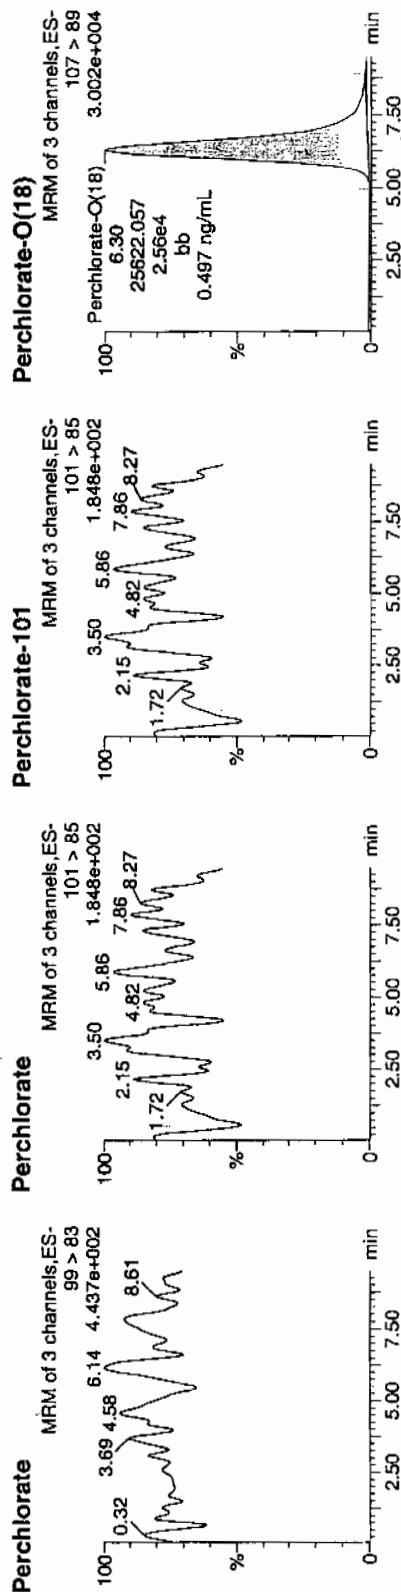 Perchlorate
MRM of 3 channels,ES-
99 > 83
4.437e+002
100
%
0
0.32
3.69
4.58
6.14
8.61
2.50
5.00
7.50
min
Perchlorate
MRM of 3 channels,ES-
101 > 85
1.848e+002
100
%
0
1.72
2.15
3.50
4.82
5.86
7.86
8.27
2.50
5.00
7.50
min
Perchlorate-101
MRM of 3 channels,ES-
101 > 85
1.848e+002
100
%
0
1.72
2.15
3.50
4.82
5.86
7.86
8.27
2.50
5.00
7.50
min
Perchlorate-O(18)
MRM of 3 channels,ES-
107 > 89
3.002e+004
100
%
0
Perchlorate-O(18)
6.30
25622.057
2.56e4
bb
0.497 ng/mL
2.50
5.00
7.50
min